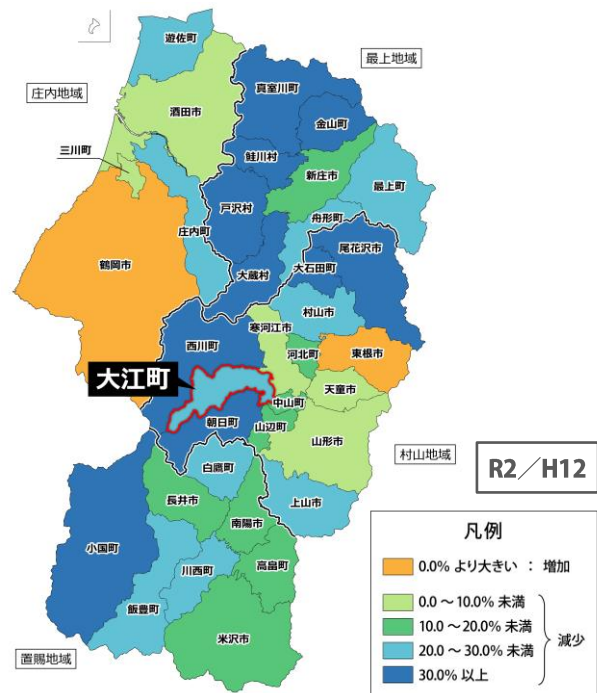 遊佐町
最上地域
真室川町
庄内地域
酒田市
金山町
三川町
鮭川村
新庄市
最上町
戸沢村
舟形町
庄内町
尾花沢市
鶴岡市
大蔵村
大石田町
村山市
寒河江市
西川町
河北町
東根市
大江町
天童市
中山町
朝日町
山辺町
山形市
村山地域
白鷹町
R2/H12
長井市
上山市
南陽市
小国町
川西町
高畠町
飯豊町
米沢市
置賜地域
凡例
0.0% より大きい : 増加
0.0 ~ 10.0% 未満
10.0 ~ 20.0% 未満
20.0 ~ 30.0% 未満
30.0% 以上
減少